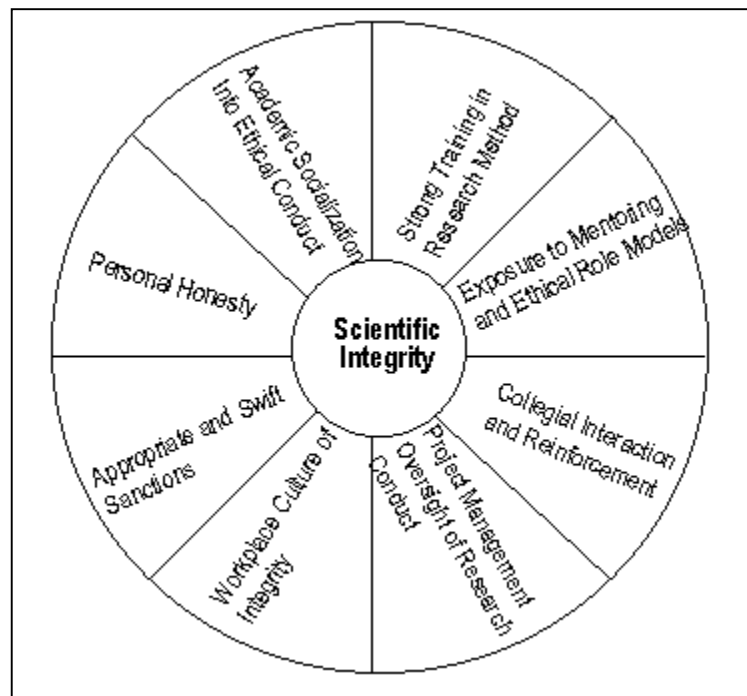 Scientific
Integrity
Strong Training in
Research Method
Exposure to Mentoring
and Ethical Role Models
Collegial Interaction
and Reinforcement
Project Management
Oversight of Research
Conduct
Workplace Culture of
Integrity
Appropriate and Swift
Sanctions
Personal Honesty
Academic Socialization
Into Ethical Conduct